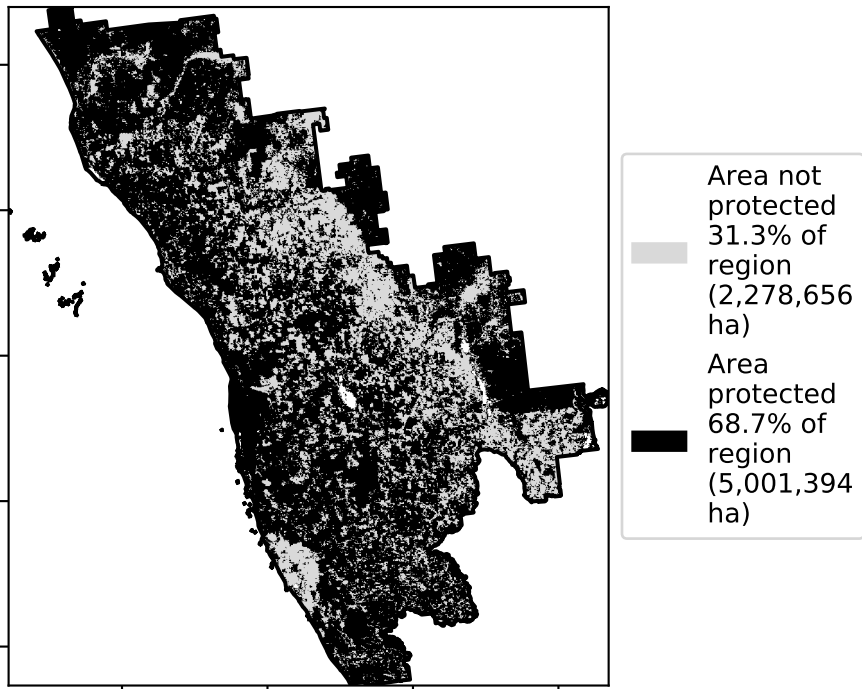 Area not
protected
31.3% of
region
(2,278,656
ha)
Area
protected
68.7% of
region
(5,001,394
ha)